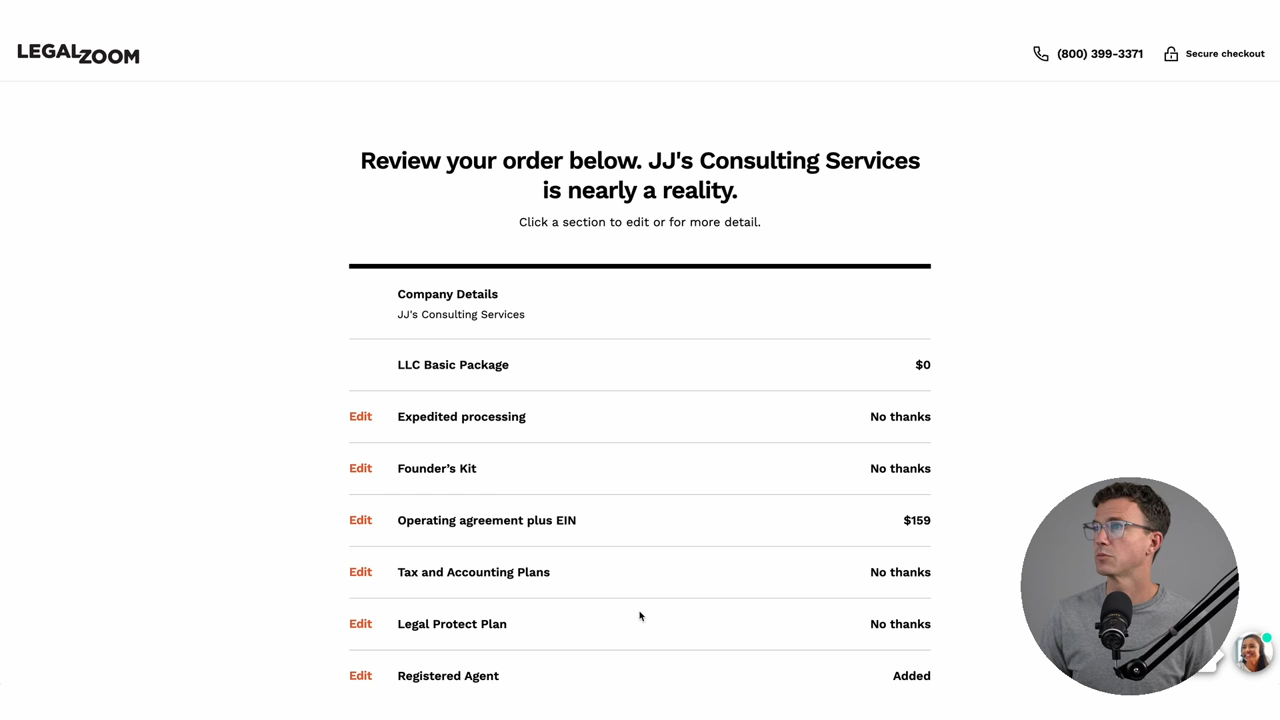 LEGALZOOM
(800) 399-3371
Secure checkout
Review your order below. JJ's Consulting Services
is nearly a reality.
Click a section to edit or for more detail.
Company Details
JJ's Consulting Services
LLC Basic Package $0
Edit Expedited processing No thanks
Edit Founder’s Kit No thanks
Edit Operating agreement plus EIN $159
Edit Tax and Accounting Plans No thanks
Edit Legal Protect Plan No thanks
Edit Registered Agent Added